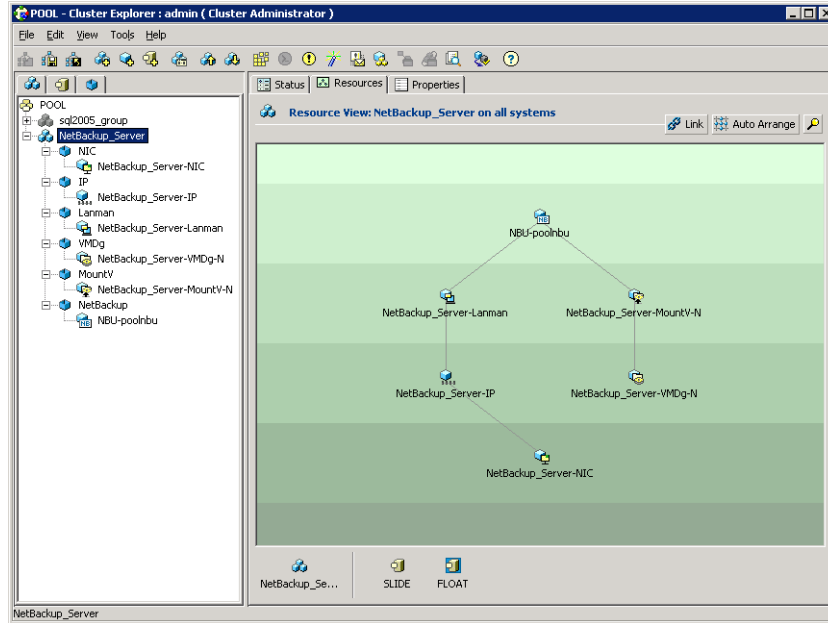 POOL - Cluster Explorer : admin ( Cluster Administrator )
File Edit View Tools Help
Status Resources Properties
POOL
sql2005_group
NetBackup_Server
NIC
NetBackup_Server-NIC
IP
NetBackup_Server-IP
Lanman
NetBackup_Server-Lanman
VMDg
NetBackup_Server-VMDg-N
MountV
NetBackup_Server-MountV-N
NetBackup
NBU-poolnbu
Resource View: NetBackup_Server on all systems
Link Auto Arrange
NBU-poolnbu
NetBackup_Server-Lanman NetBackup_Server-MountV-N
NetBackup_Server-IP NetBackup_Server-VMDg-N
NetBackup_Server-NIC
NetBackup_Se... SLIDE FLOAT
NetBackup_Server